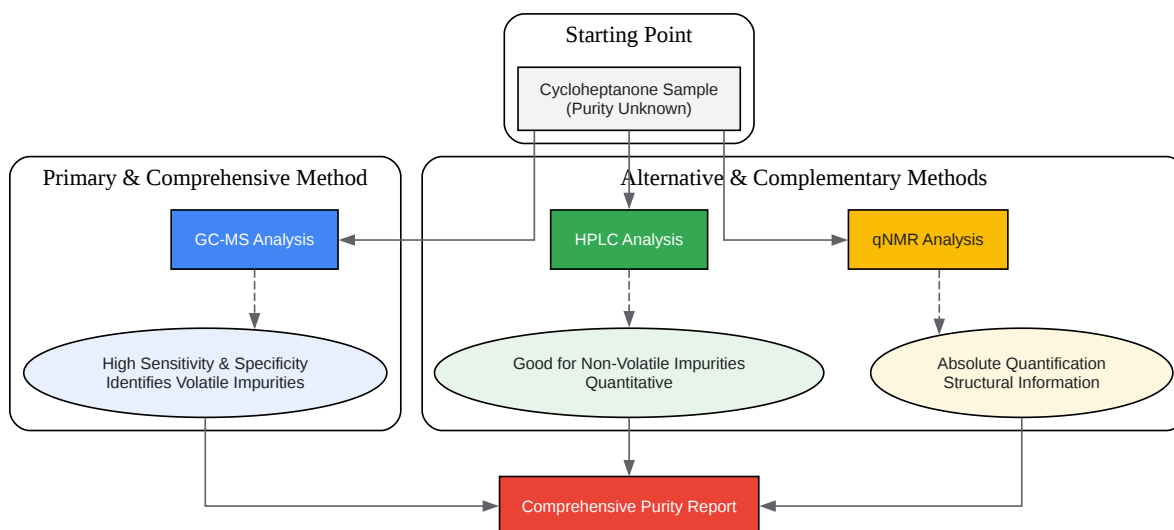 Starting Point
Cycloheptanone Sample
(Purity Unknown)
Primary & Comprehensive Method
Alternative & Complementary Methods
GC-MS Analysis
HPLC Analysis
qNMR Analysis
High Sensitivity & Specificity
Identifies Volatile Impurities
Good for Non-Volatile Impurities
Quantitative
Absolute Quantification
Structural Information
Comprehensive Purity Report